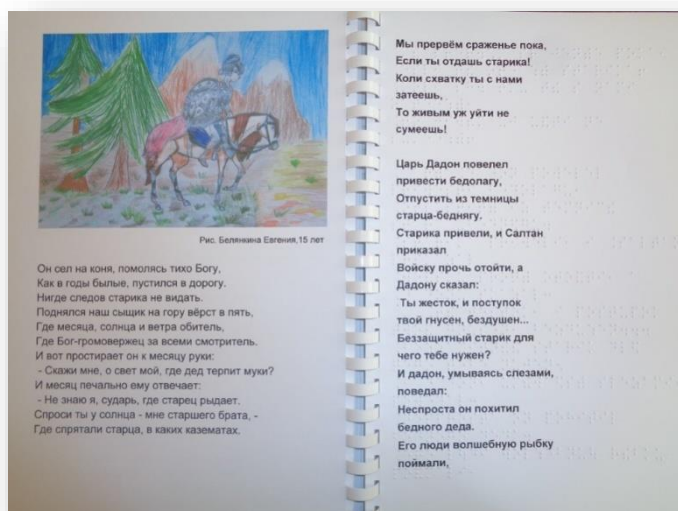 Рис. Белянкина Евгения,15 лет
Он сел на коня, помолясь тихо Богу,
Как в годы былые, пустился в дорогу.
Нигде следов старика не видать.
Поднялся наш сыщик на гору вёрст в пять,
Где месяца, солнца и ветра обитель,
Где Бог-громовержец за всеми смотритель.
И вот простирает он к месяцу руки:
- Скажи мне, о свет мой, где дед терпит муки?
И месяц печально ему отвечает:
- Не знаю я, сударь, где старец рыдает.
Спроси ты у солнца - мне старшего брата, -
Где спрятали старца, в каких казематах.
Мы прервём сраженье пока,
Если ты отдашь старика!
Коли схватку ты с нами
затеешь,
То живым уж уйти не
сумеешь!
Царь Дадон повелел
привести бедолагу,
Отпустить из темницы
старца-беднягу.
Старика привели, и Салтан
приказал
Войску прочь отойти, а
Дадону сказал:
Ты жесток, и поступок
твой гнусен, бездушен...
Беззащитный старик для
чего тебе нужен?
И дадон, умываясь слезами,
поведал:
Неспроста он похитил
бедного деда.
Его люди волшебную рыбку
поймали,